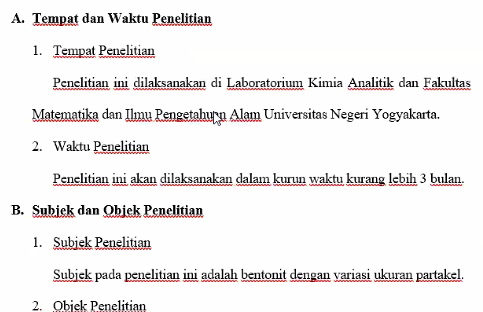 A. Tempat dan Waktu Penelitian
1. Tempat Penelitian
Penelitian ini dilaksanakan di Laboratorium Kimia Analitik dan Fakultas
Matematika dan Ilmu Pengetahun Alam Universitas Negeri Yogyakarta.
2. Waktu Penelitian
Penelitian ini akan dilaksanakan dalam kurun waktu kurang lebih 3 bulan.
B. Subjek dan Objek Penelitian
1. Subjek Penelitian
Subjek pada penelitian ini adalah bentonit dengan variasi ukuran partakel.
2. Objek Penelitian